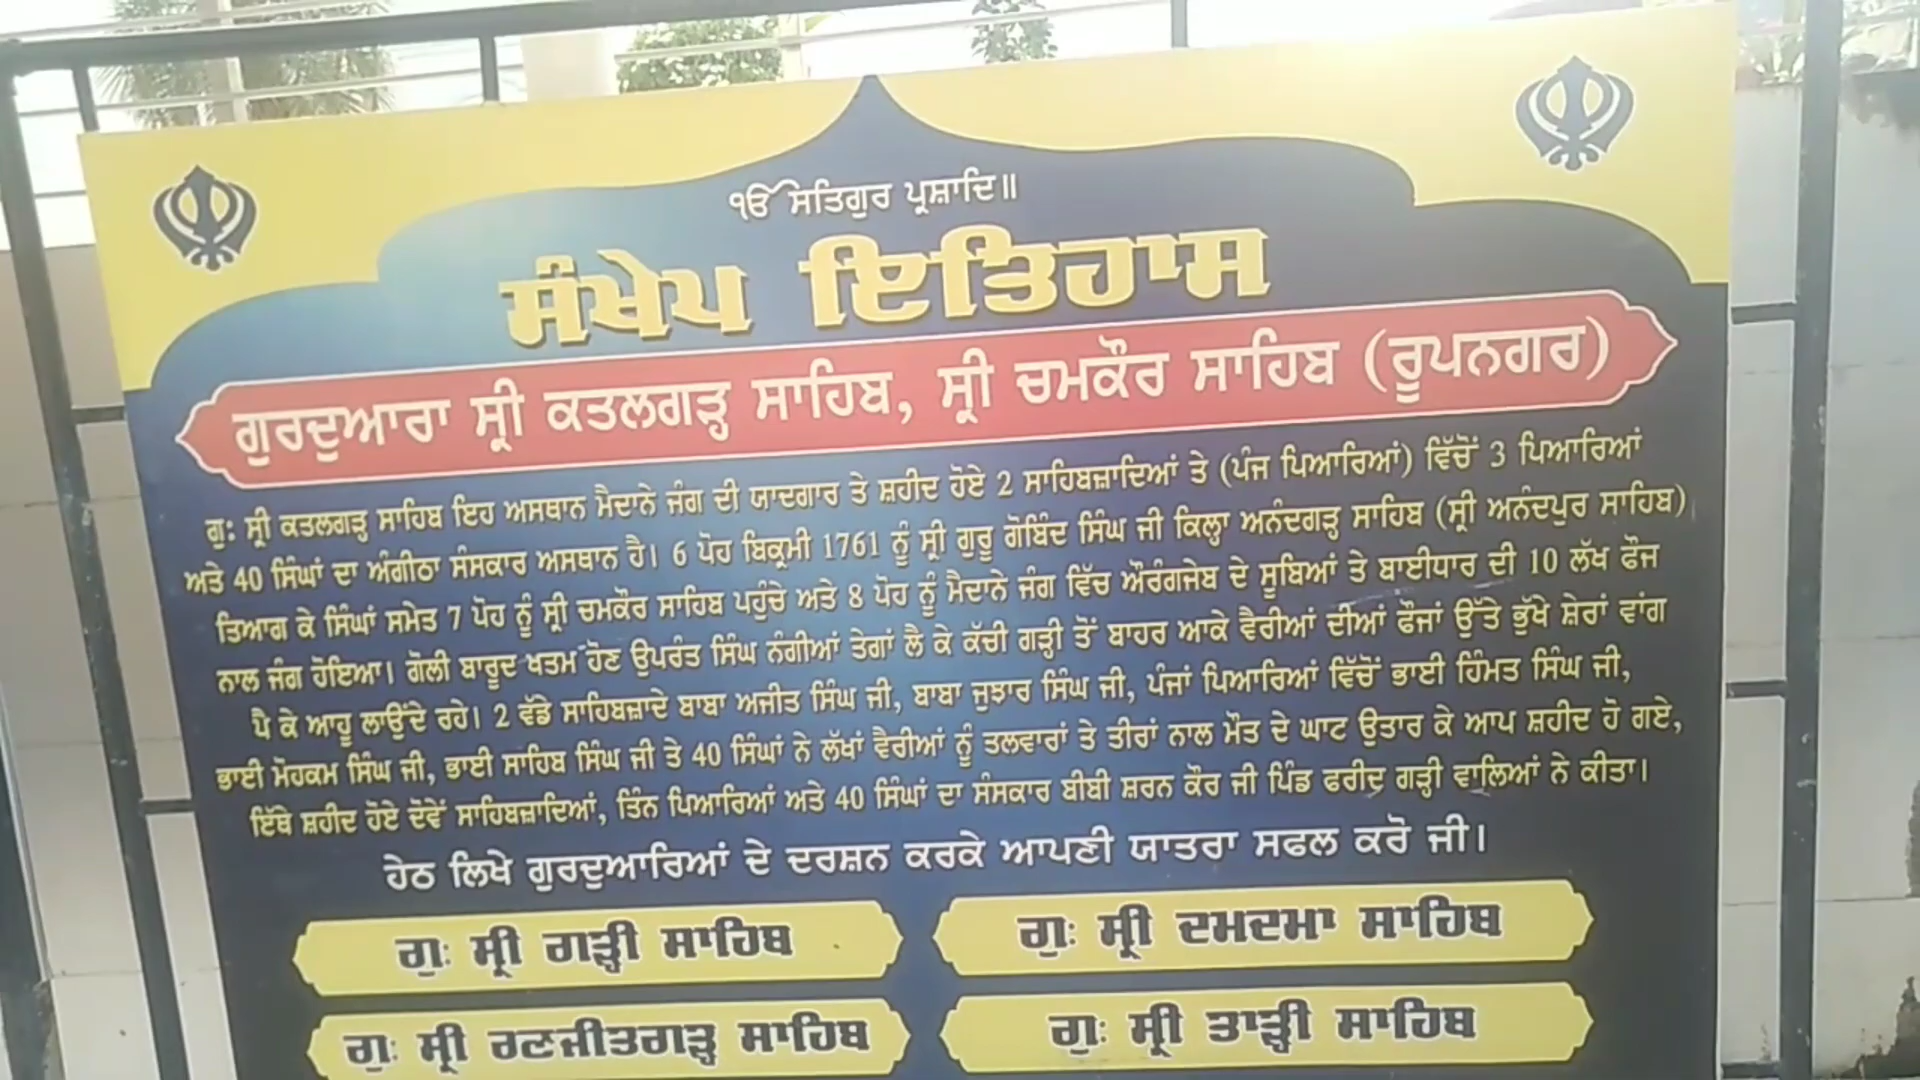 ੴ ਸਤਿਗੁਰ ਪ੍ਰਸ਼ਾਦਿ॥
ਸੰਖੇਪ ਇਤਿਹਾਸ
ਗੁਰਦੁਆਰਾ ਸ੍ਰੀ ਕਤਲਗੜ੍ਹ ਸਾਹਿਬ, ਸ੍ਰੀ ਚਮਕੌਰ ਸਾਹਿਬ (ਰੂਪਨਗਰ)
ਗੁ: ਸ੍ਰੀ ਕਤਲਗੜ੍ਹ ਸਾਹਿਬ ਇਹ ਅਸਥਾਨ ਮੈਦਾਨੇ ਜੰਗ ਦੀ ਯਾਦਗਾਰ ਤੇ ਸ਼ਹੀਦ ਹੋਏ 2 ਸਾਹਿਬਜ਼ਾਦਿਆਂ ਤੇ (ਪੰਜ ਪਿਆਰਿਆਂ) ਵਿੱਚੋਂ 3 ਪਿਆਰਿਆਂ
ਅਤੇ 40 ਸਿੰਘਾਂ ਦਾ ਅੰਗੀਠਾ ਸੰਸਕਾਰ ਅਸਥਾਨ ਹੈ। 6 ਪੋਹ ਬਿਕ੍ਰਮੀ 1761 ਨੂੰ ਸ੍ਰੀ ਗੁਰੂ ਗੋਬਿੰਦ ਸਿੰਘ ਜੀ ਕਿਲ੍ਹਾ ਅਨੰਦਗੜ੍ਹ ਸਾਹਿਬ (ਸ੍ਰੀ ਅਨੰਦਪੁਰ ਸਾਹਿਬ)
ਤਿਆਗ ਕੇ ਸਿੰਘਾਂ ਸਮੇਤ 7 ਪੋਹ ਨੂੰ ਸ੍ਰੀ ਚਮਕੌਰ ਸਾਹਿਬ ਪਹੁੰਚੇ ਅਤੇ 8 ਪੋਹ ਨੂੰ ਮੈਦਾਨੇ ਜੰਗ ਵਿੱਚ ਔਰੰਗਜੇਬ ਦੇ ਸੂਬਿਆਂ ਤੇ ਬਾਈਧਾਰ ਦੀ 10 ਲੱਖ ਫੌਜ
ਨਾਲ ਜੰਗ ਹੋਇਆ। ਗੋਲੀ ਬਾਰੂਦ ਖਤਮ ਹੋਣ ਉਪਰੰਤ ਸਿੰਘ ਨੰਗੀਆਂ ਤੇਗਾਂ ਲੈ ਕੇ ਕੱਚੀ ਗੜੀ ਤੋਂ ਬਾਹਰ ਆਕੇ ਵੈਰੀਆਂ ਦੀਆਂ ਫੌਜਾਂ ਉੱਤੇ ਭੁੱਖੇ ਸ਼ੇਰਾਂ ਵਾਂਗ
ਪੈ ਕੇ ਆਹੂ ਲਾਉਂਦੇ ਰਹੇ। 2 ਵੱਡੇ ਸਾਹਿਬਜ਼ਾਦੇ ਬਾਬਾ ਅਜੀਤ ਸਿੰਘ ਜੀ, ਬਾਬਾ ਜੁਝਾਰ ਸਿੰਘ ਜੀ, ਪੰਜਾਂ ਪਿਆਰਿਆਂ ਵਿੱਚੋਂ ਭਾਈ ਹਿੰਮਤ ਸਿੰਘ ਜੀ,
ਭਾਈ ਮੋਹਕਮ ਸਿੰਘ ਜੀ, ਭਾਈ ਸਾਹਿਬ ਸਿੰਘ ਜੀ ਤੇ 40 ਸਿੰਘਾਂ ਨੇ ਲੱਖਾਂ ਵੈਰੀਆਂ ਨੂੰ ਤਲਵਾਰਾਂ ਤੇ ਤੀਰਾਂ ਨਾਲ ਮੌਤ ਦੇ ਘਾਟ ਉਤਾਰ ਕੇ ਆਪ ਸ਼ਹੀਦ ਹੋ ਗਏ,
ਇੱਥੇ ਸ਼ਹੀਦ ਹੋਏ ਦੋਵੇਂ ਸਾਹਿਬਜ਼ਾਦਿਆਂ, ਤਿੰਨ ਪਿਆਰਿਆਂ ਅਤੇ 40 ਸਿੰਘਾਂ ਦਾ ਸੰਸਕਾਰ ਬੀਬੀ ਸ਼ਰਨ ਕੌਰ ਜੀ ਪਿੰਡ ਫਰੀਦ ਗੜੀ ਵਾਲਿਆਂ ਨੇ ਕੀਤਾ।
ਹੇਠ ਲਿਖੇ ਗੁਰਦੁਆਰਿਆਂ ਦੇ ਦਰਸ਼ਨ ਕਰਕੇ ਆਪਣੀ ਯਾਤਰਾ ਸਫਲ ਕਰੋ ਜੀ।
ਗੁ: ਸ੍ਰੀ ਗੜ੍ਹੀ ਸਾਹਿਬ
ਗੁ: ਸ੍ਰੀ ਦਮਦਮਾ ਸਾਹਿਬ
ਗੁ: ਸ੍ਰੀ ਰਣਜੀਤਗੜ੍ਹ ਸਾਹਿਬ
ਗੁ: ਸ੍ਰੀ ਤਾੜੀ ਸਾਹਿਬ